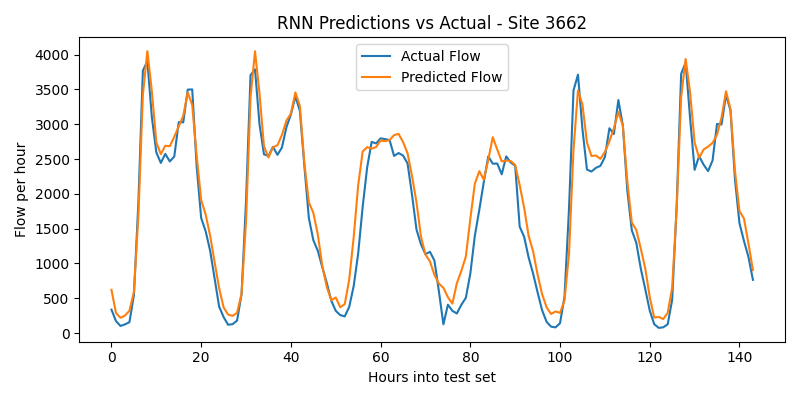 RNN Predictions vs Actual - Site 3662
Actual Flow
Predicted Flow
Flow per hour
4000
3500
3000
2500
2000
1500
1000
500
0
0 20 40 60 80 100 120 140
Hours into test set